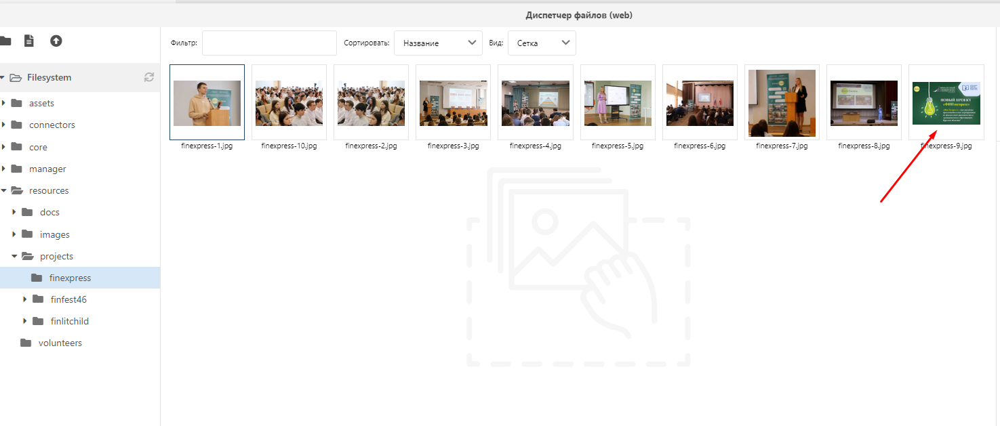 Диспетчер файлов (web)
Фильтр:
Сортировать: Название
Вид: Сетка
Filesystem
assets
connectors
core
manager
resources
docs
images
projects
finexpress
finfest46
finlitchild
volunteers
finexpress-1.jpg
finexpress-10.jpg
finexpress-2.jpg
finexpress-3.jpg
finexpress-4.jpg
finexpress-5.jpg
finexpress-6.jpg
finexpress-7.jpg
finexpress-8.jpg
finexpress-9.jpg
НОВЫЙ ПРОЕКТ